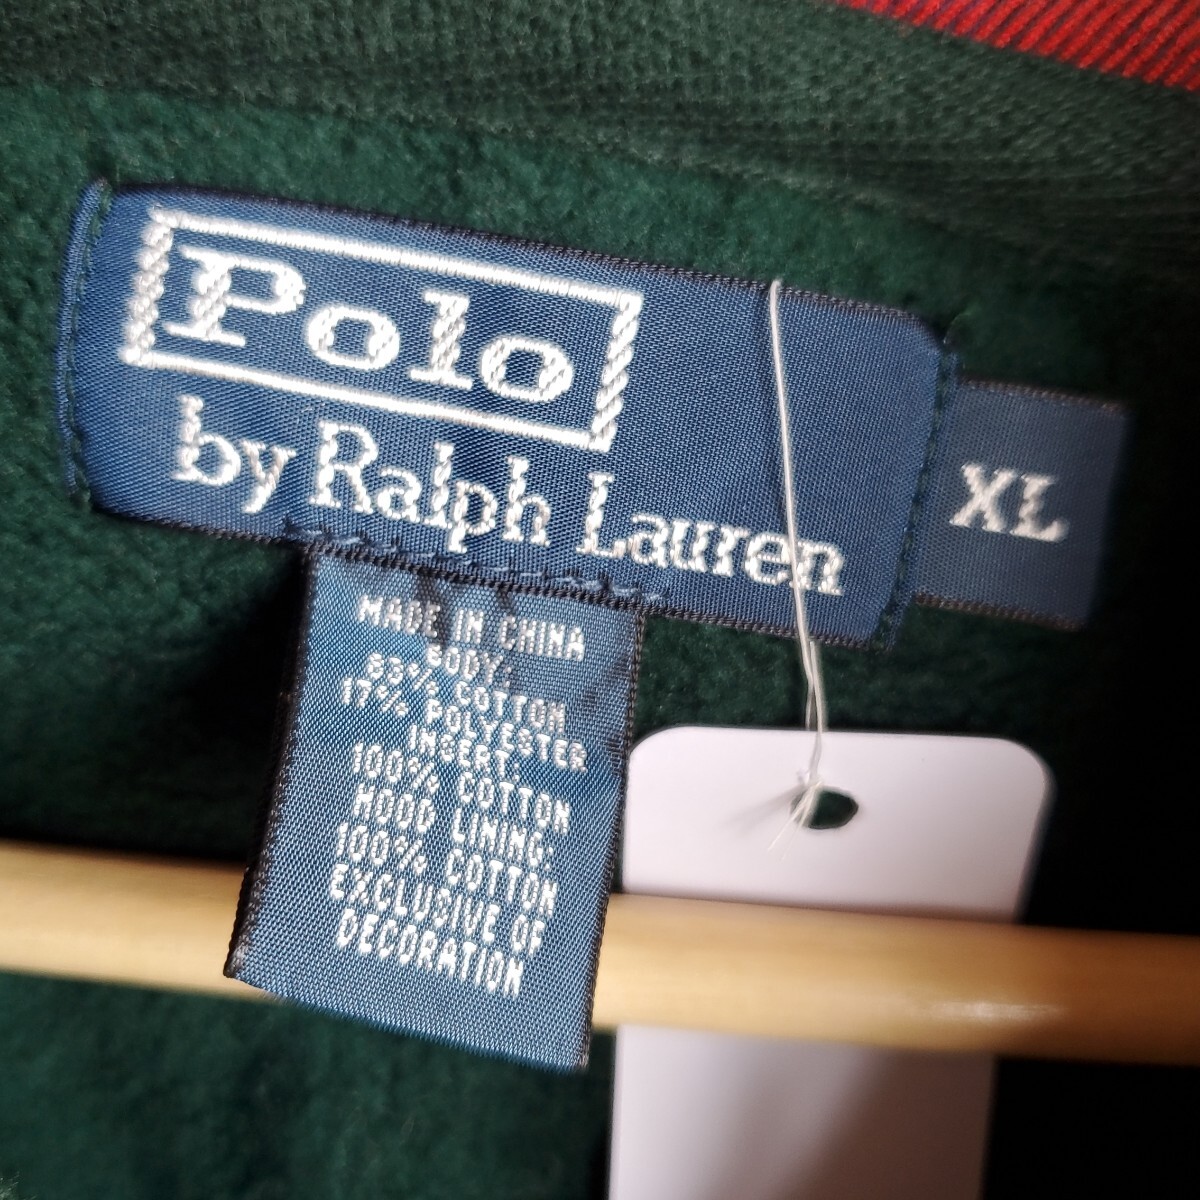 Polo
by Ralph Lauren
XL
MADE IN CHINA
BODY:
83% COTTON
17% POLYESTER
INSERT:
100% COTTON
HOOD LINING:
100% COTTON
EXCLUSIVE OF
DECORATION